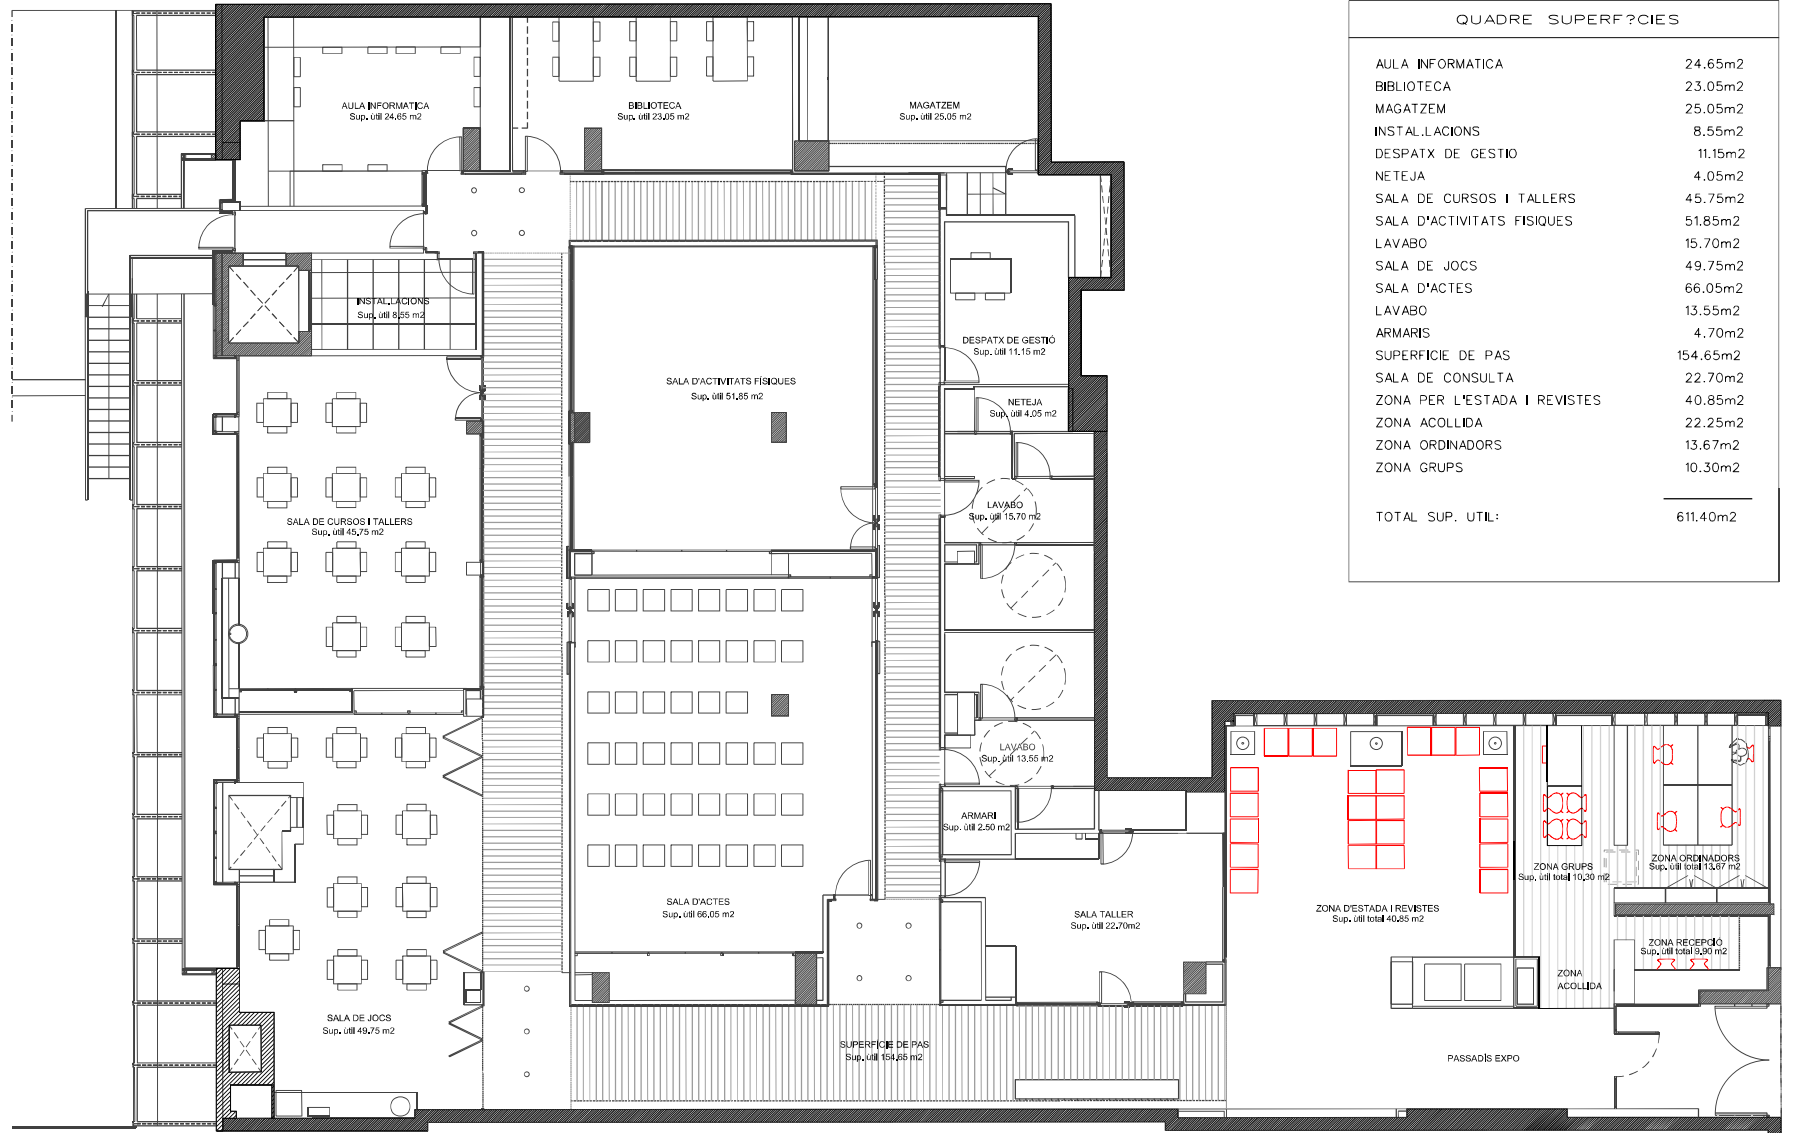 QUADRE SUPERF?CIES
AULA INFORMATICA 24.65m2
BIBLIOTECA 23.05m2
MAGATZEM 25.05m2
INSTAL.LACIONS 8.55m2
DESPATX DE GESTIO 11.15m2
NETEJA 4.05m2
SALA DE CURSOS I TALLERS 45.75m2
SALA D'ACTIVITATS FISIQUES 51.85m2
LAVABO 15.70m2
SALA DE JOCS 49.75m2
SALA D'ACTES 66.05m2
LAVABO 13.55m2
ARMARIS 4.70m2
SUPERFICIE DE PAS 154.65m2
SALA DE CONSULTA 22.70m2
ZONA PER L'ESTADA I REVISTES 40.85m2
ZONA ACOLLIDA 22.25m2
ZONA ORDINADORS 13.67m2
ZONA GRUPS 10.30m2
TOTAL SUP. UTIL: 611.40m2
AULA INFORMATICA
Sup. útil 24.65 m2
BIBLIOTECA
Sup. útil 23.05 m2
MAGATZEM
Sup. útil 25.05 m2
INSTAL.LACIONS
Sup. útil 8.55 m2
DESPATX DE GESTIÓ
Sup. útil 11.15 m2
SALA D'ACTIVITATS FÍSIQUES
Sup. útil 51.85 m2
NETEJA
Sup. útil 4.05 m2
LAVABO
Sup. útil 15.70 m2
SALA DE CURSOS I TALLERS
Sup. útil 45.75 m2
LAVABO
Sup. útil 13.55 m2
ARMARI
Sup. útil 2.50 m2
SALA D'ACTES
Sup. útil 66.05 m2
SALA TALLER
Sup. útil 22.70m2
ZONA D'ESTADA I REVISTES
Sup. útil total 40.85 m2
ZONA GRUPS
Sup. útil total 10.30 m2
ZONA ORDINADORS
Sup. útil total 13.67 m2
ZONA RECEPCIÓ
Sup. útil total 9.90 m2
ZONA
ACOLLIDA
SALA DE JOCS
Sup. útil 49.75 m2
SUPERFÍCIE DE PAS
Sup. útil 154.65 m2
PASSADÍS EXPO